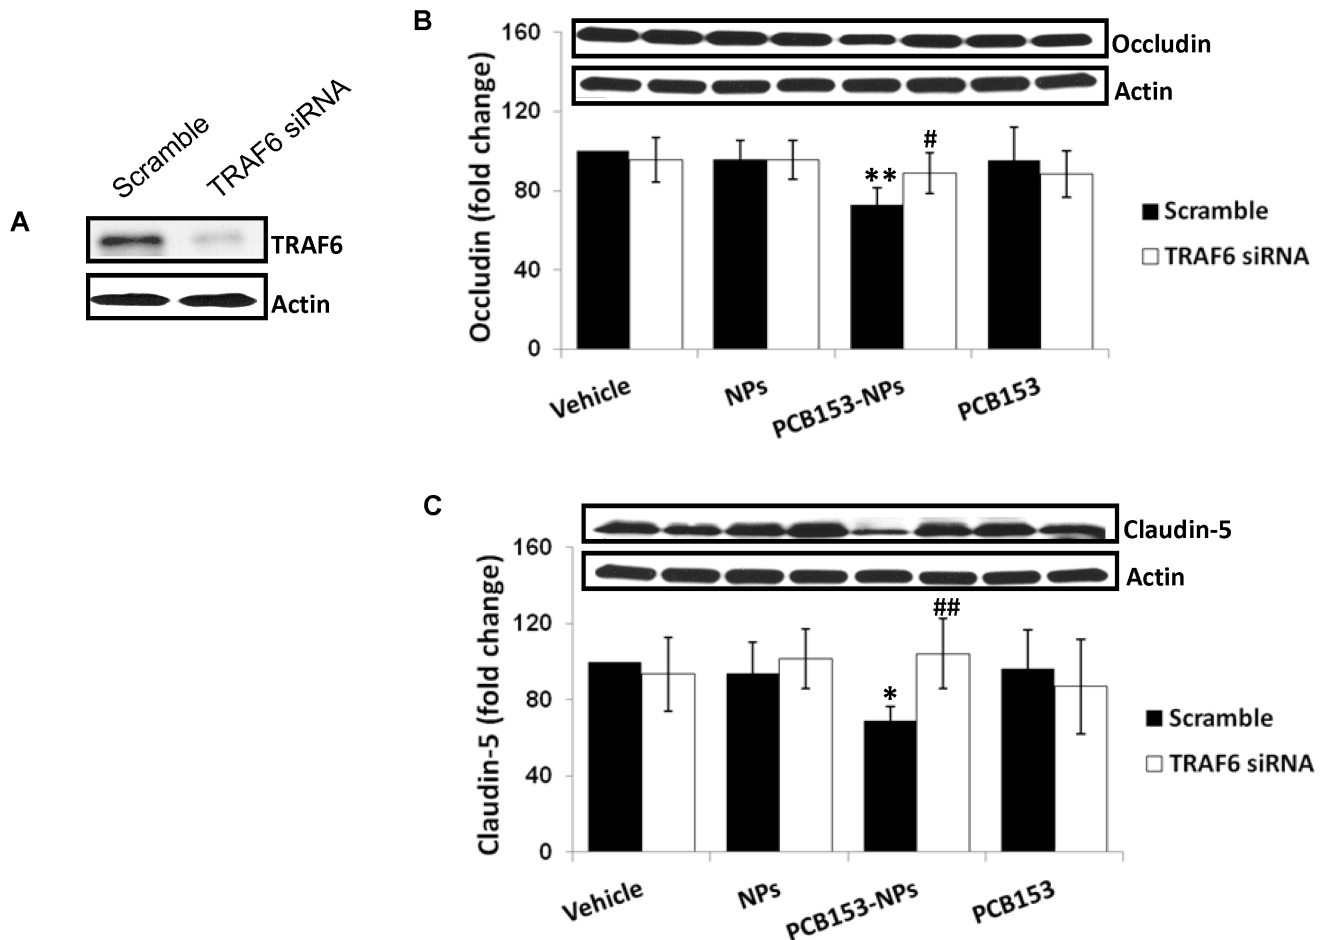 A
Scramble
TRAF6 siRNA
TRAF6
Actin
B
Occludin (fold change)
160
120
80
40
0
Occludin
Actin
**
#
Vehicle
NPs
PCB153-NPs
PCB153
Scramble
TRAF6 siRNA
C
Claudin-5 (fold change)
160
120
80
40
0
Claudin-5
Actin
*
##
Vehicle
NPs
PCB153-NPs
PCB153
Scramble
TRAF6 siRNA